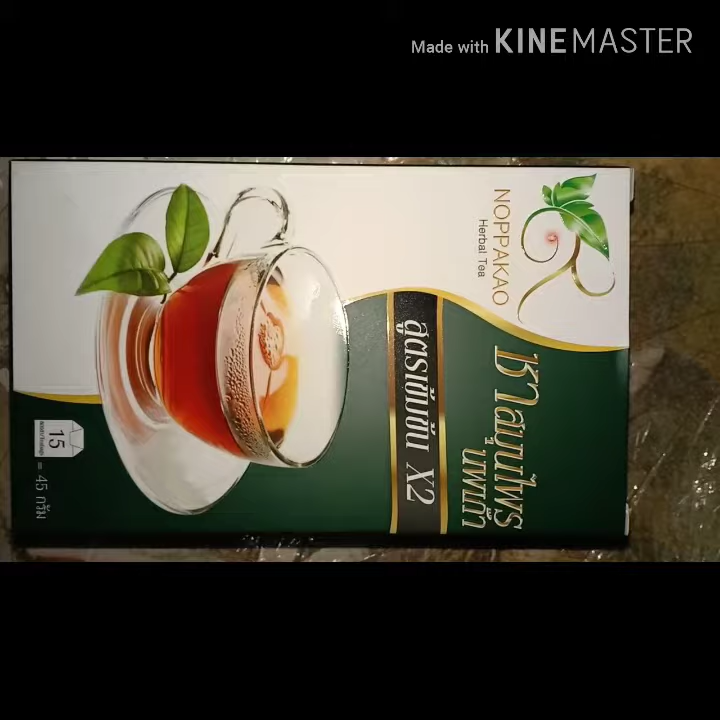 Made with KINEMASTER
NOPPAKAO
Herbal Tea
ชาสมุนไพร
นพเก้า
สูตรเข้มข้น X2
15
= 45 กรัม